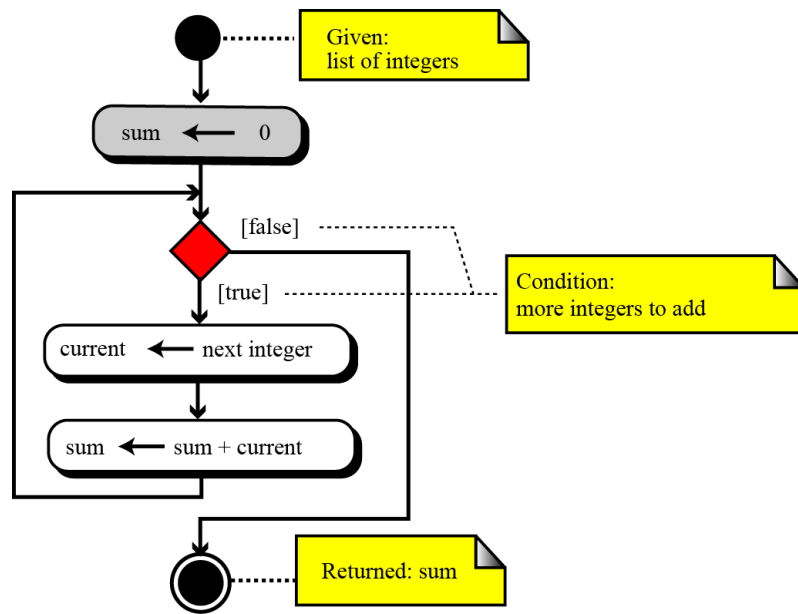 Given:
list of integers
sum ← 0
[false]
[true]
Condition:
more integers to add
current ← next integer
sum ← sum + current
Returned: sum